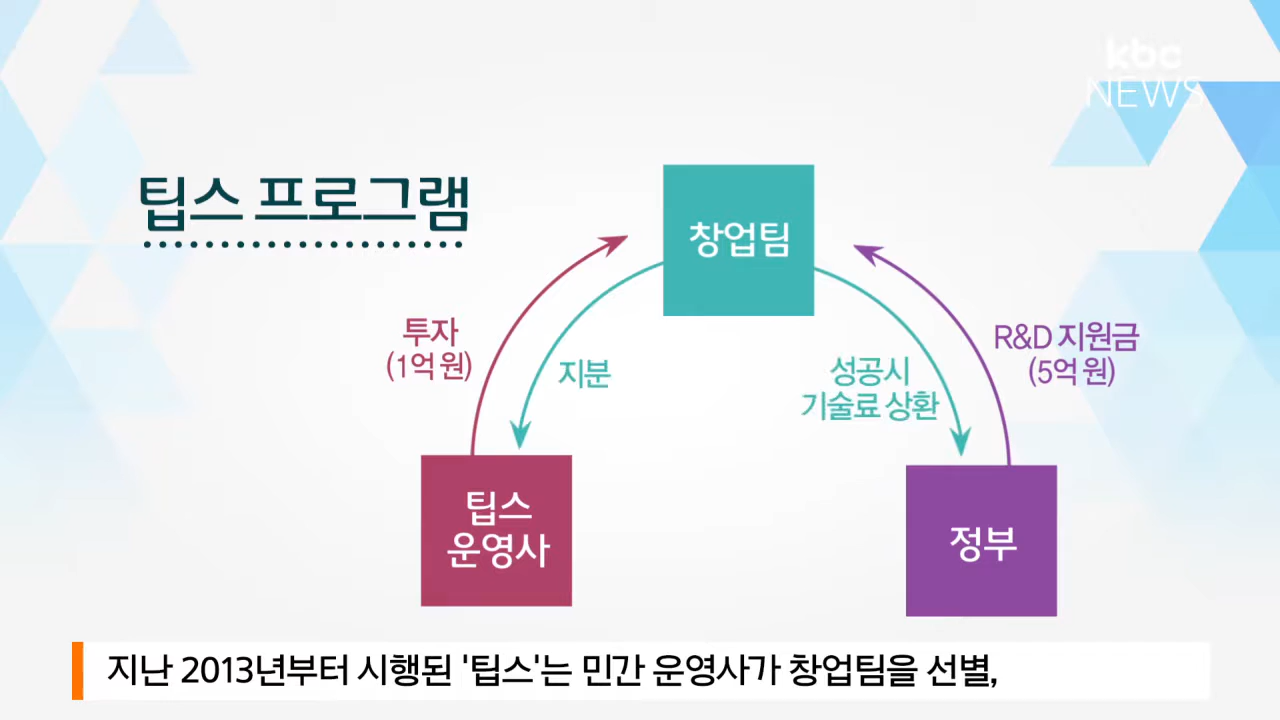 kbc
NEWS
팁스 프로그램
창업팀
투자
(1억 원)
지분
성공시
기술료 상환
R&D 지원금
(5억 원)
팁스
운영사
정부
지난 2013년부터 시행된 '팁스'는 민간 운영사가 창업팀을 선별,